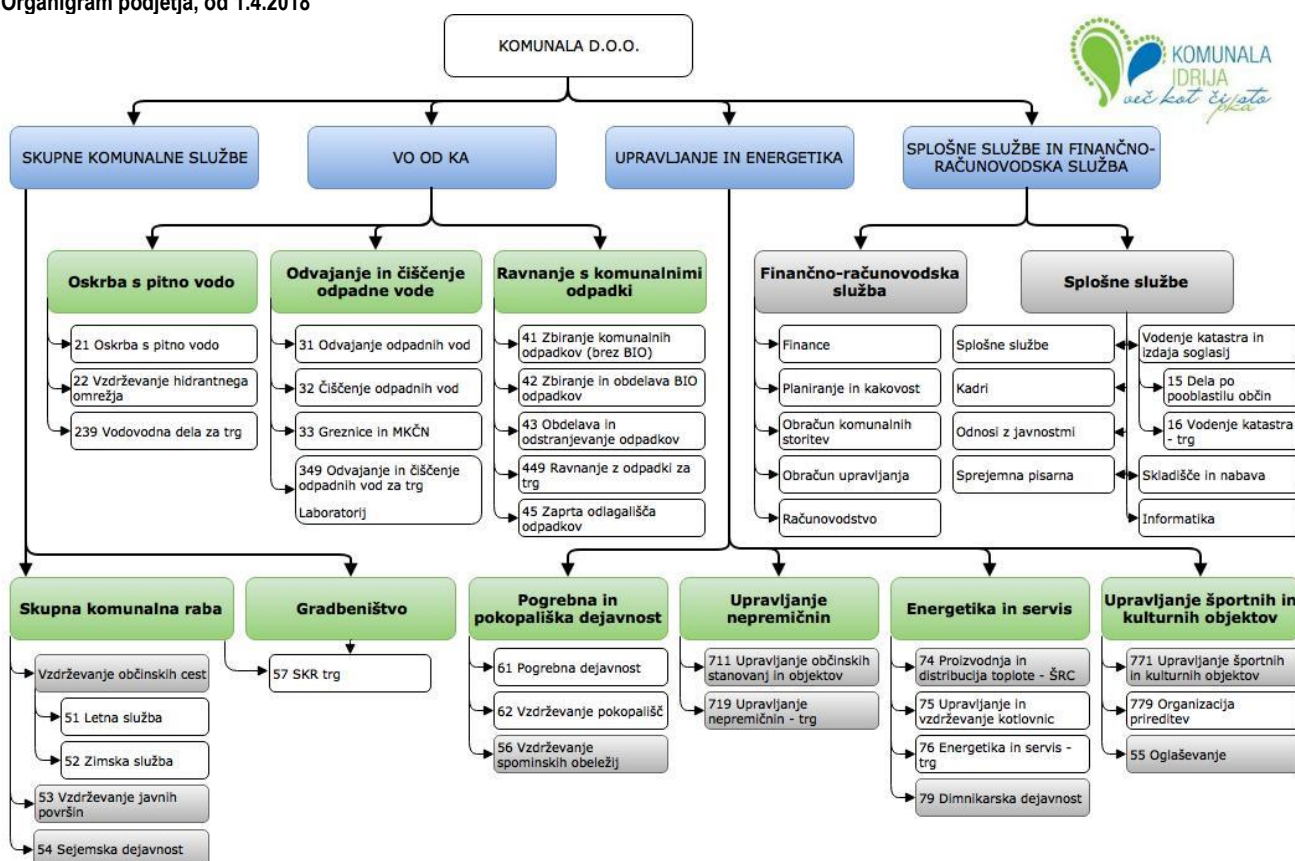 Organigram podjetja, od 1.4.2018
KOMUNALA D.O.O.
KOMUNALA
IDRIJA
več kot čisto
pka
SKUPNE KOMUNALNE SLUŽBE
VO OD KA
UPRAVLJANJE IN ENERGETIKA
SPLOŠNE SLUŽBE IN FINANČNO-
RAČUNOVODSKA SLUŽBA
Oskrba s pitno vodo
Odvajanje in čiščenje
odpadne vode
Ravnanje s komunalnimi
odpadki
Finančno-računovodska
služba
Splošne službe
21 Oskrba s pitno vodo
22 Vzdrževanje hidrantnega
omrežja
239 Vodovodna dela za trg
31 Odvajanje odpadnih vod
32 Čiščenje odpadnih vod
33 Greznice in MKČN
349 Odvajanje in čiščenje
odpadnih vod za trg
Laboratorij
41 Zbiranje komunalnih
odpadkov (brez BIO)
42 Zbiranje in obdelava BIO
odpadkov
43 Obdelava in
odstranjevanje odpadkov
449 Ravnanje z odpadki za
trg
45 Zaprta odlagališča
odpadkov
Finance
Planiranje in kakovost
Obračun komunalnih
storitev
Obračun upravljanja
Računovodstvo
Splošne službe
Kadri
Odnosi z javnostmi
Sprejemna pisarna
Vodenje katastra in
izdaja soglasij
15 Dela po
pooblastilu občin
16 Vodenje katastra
- trg
Skladišče in nabava
Informatika
Skupna komunalna raba
Gradbeništvo
Pogrebna in
pokopališka dejavnost
Upravljanje
nepremičnin
Energetika in servis
Upravljanje športnih in
kulturnih objektov
Vzdrževanje občinskih cest
51 Letna služba
52 Zimska služba
53 Vzdrževanje javnih
površin
54 Sejemska dejavnost
57 SKR trg
61 Pogrebna dejavnost
62 Vzdrževanje pokopališč
56 Vzdrževanje
spominskih obeležij
711 Upravljanje občinskih
stanovanj in objektov
719 Upravljanje
nepremičnin - trg
74 Proizvodnja in
distribucija toplote - ŠRC
75 Upravljanje in
vzdrževanje kotlovnic
76 Energetika in servis -
trg
79 Dimnikarska dejavnost
771 Upravljanje športnih
in kulturnih objektov
779 Organizacija
prireditev
55 Oglaševanje